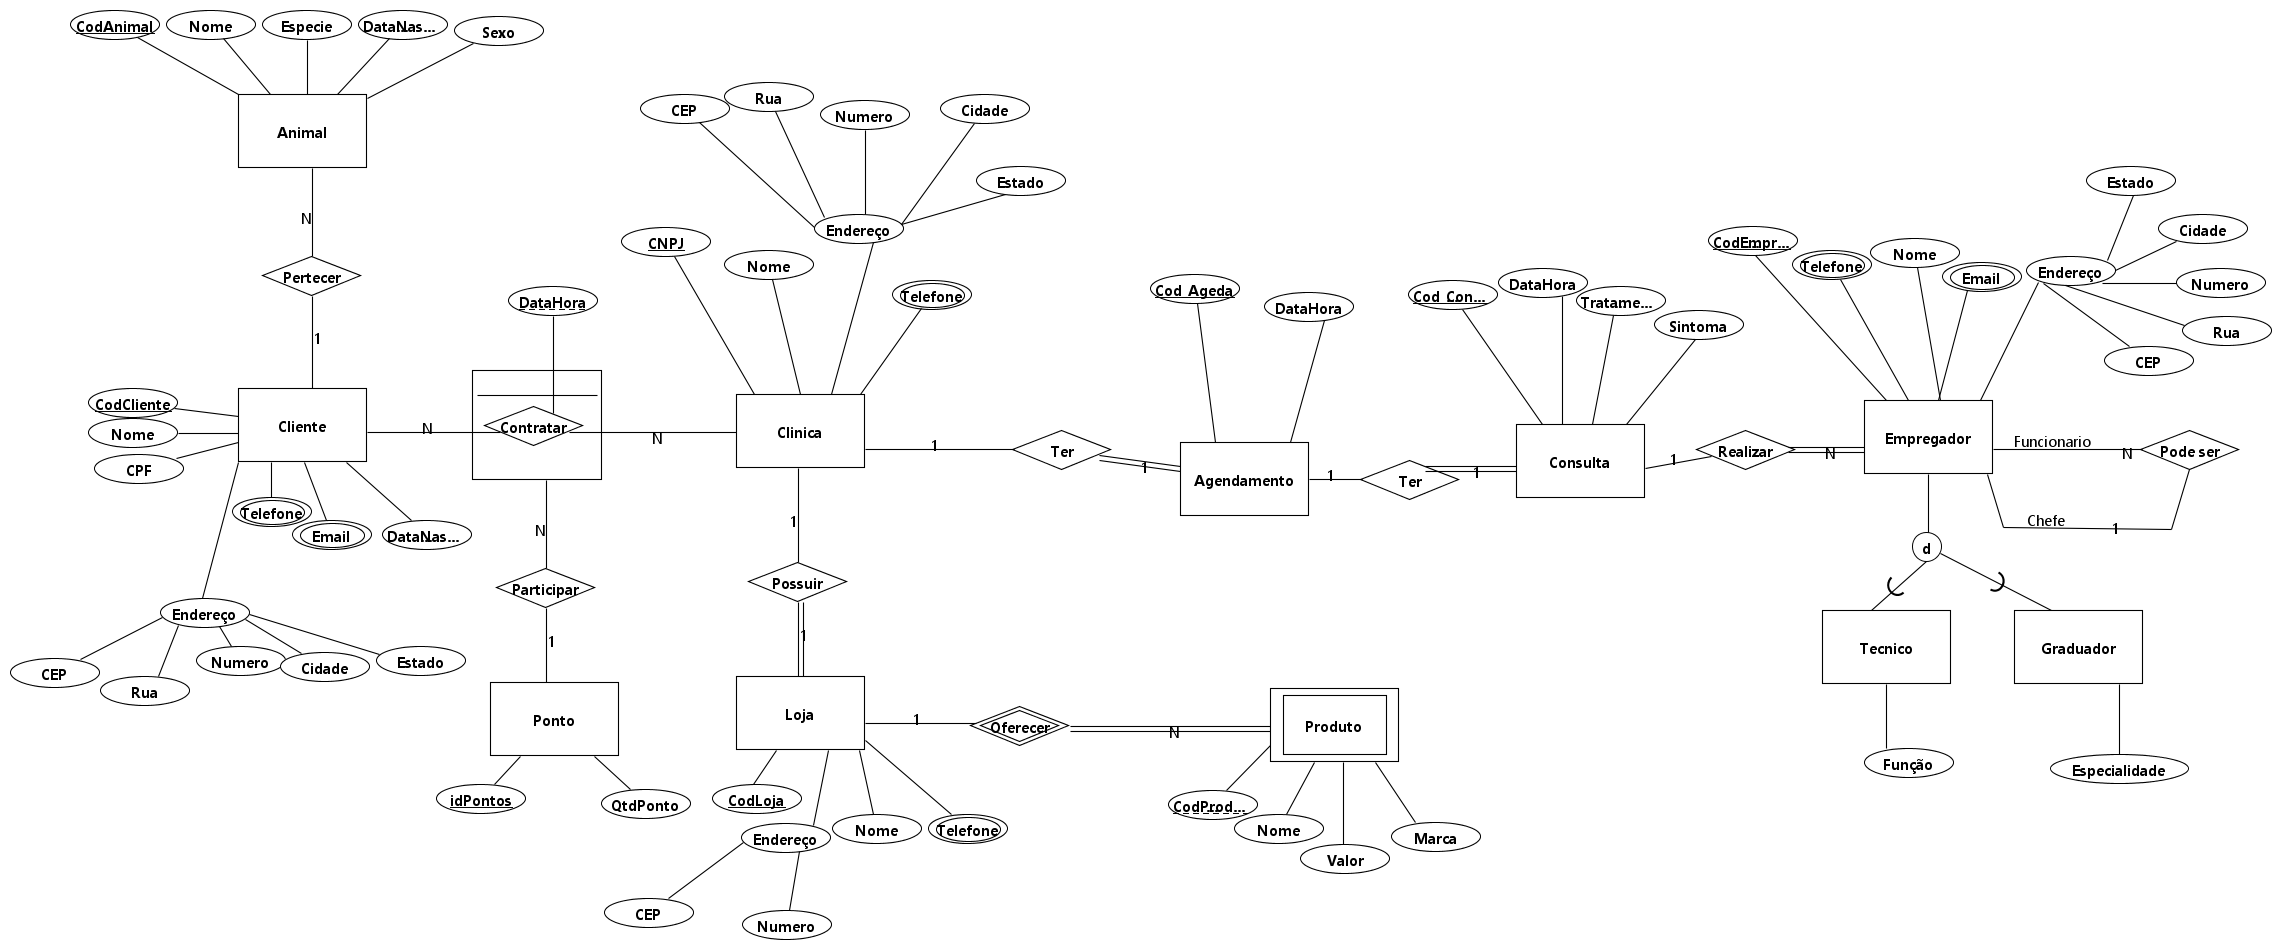 CodAnimal
Nome
Especie
DataNas...
Sexo
Animal
N
Pertecer
1
CodCliente
Nome
CPF
Cliente
Telefone
Email
DataNas...
Endereço
CEP
Rua
Numero
Cidade
Estado
N
DataHora
Contratar
N
N
Participar
1
Ponto
idPontos
QtdPonto
CEP
Rua
Numero
Cidade
Estado
Endereço
CNPJ
Nome
Telefone
Clinica
1
Possuir
1
Loja
CodLoja
Endereço
Nome
Telefone
CEP
Numero
1
Oferecer
N
Produto
CodProd...
Nome
Valor
Marca
1
Ter
1
Cod_Ageda
DataHora
Agendamento
1
Ter
1
Cod_Con...
DataHora
Tratame...
Sintoma
Consulta
1
Realizar
N
CodEmpr...
Telefone
Nome
Email
Endereço
Estado
Cidade
Numero
Rua
CEP
Empregador
Funcionario
N
Pode ser
Chefe
1
d
Tecnico
Graduador
Função
Especialidade